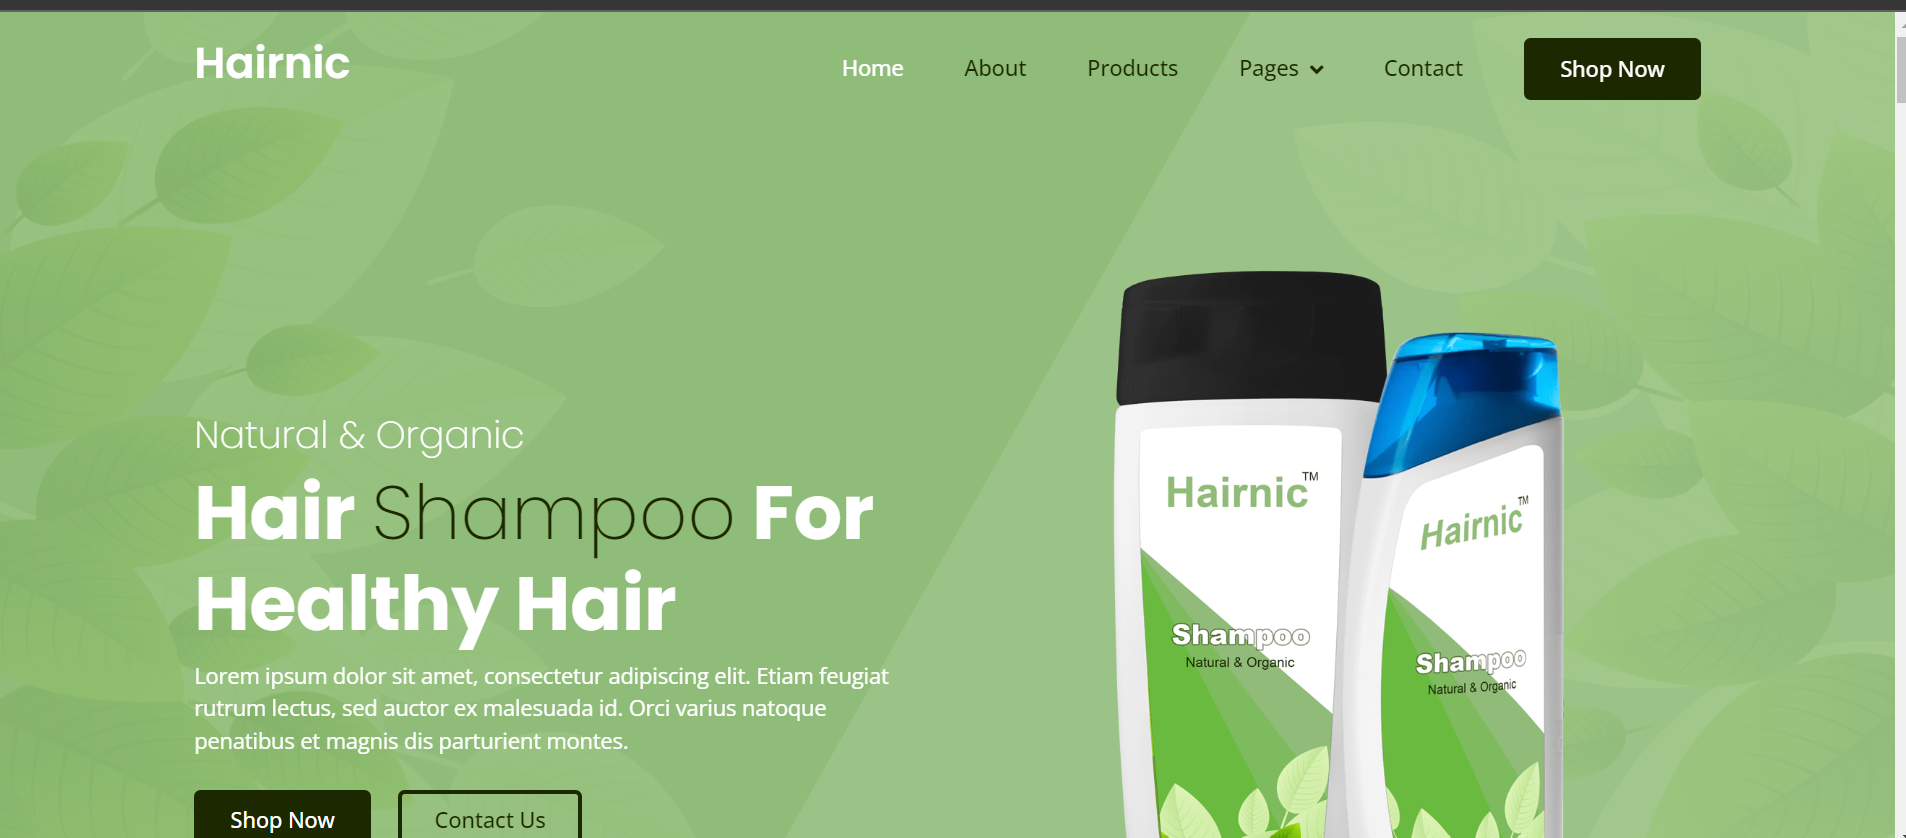 Hairnic
Home About Products Pages Contact Shop Now
Natural & Organic
Hair Shampoo For
Healthy Hair
Lorem ipsum dolor sit amet, consectetur adipiscing elit. Etiam feugiat
rutrum lectus, sed auctor ex malesuada id. Orci varius natoque
penatibus et magnis dis parturient montes.
Shop Now Contact Us
Hairnic™
Shampoo
Natural & Organic
Hairnic™
Shampoo
Natural & Organic